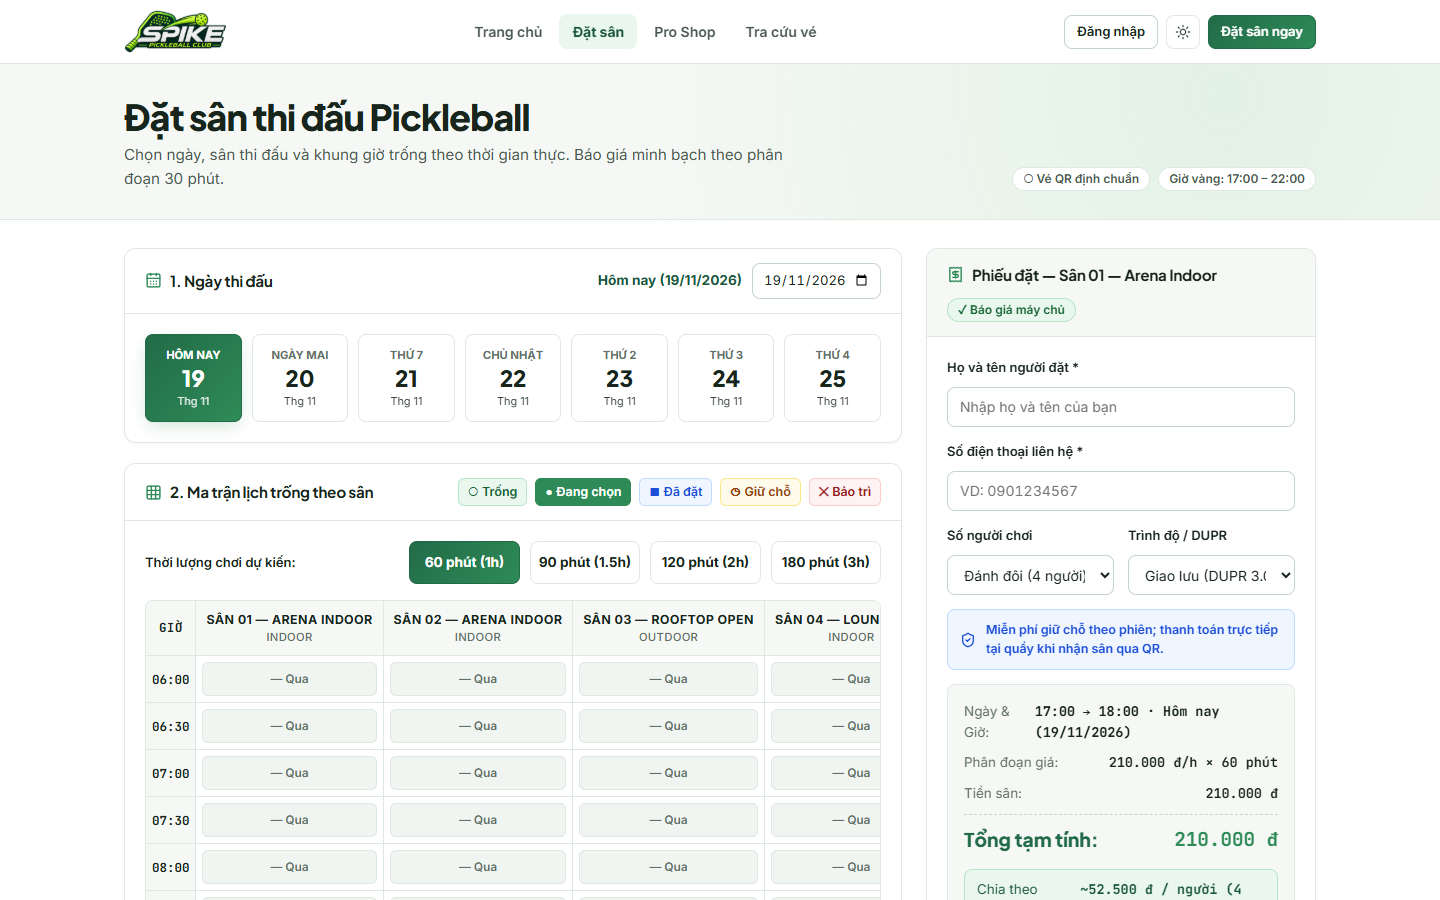 SPIKE
PICKLEBALL CLUB
Trang chủ
Đặt sân
Pro Shop
Tra cứu vé
Đăng nhập
Đặt sân ngay
Đặt sân thi đấu Pickleball
Chọn ngày, sân thi đấu và khung giờ trống theo thời gian thực. Báo giá minh bạch theo phân
đoạn 30 phút.
Vé QR định chuẩn
Giờ vàng: 17:00 – 22:00
1. Ngày thi đấu
Hôm nay (19/11/2026)
19/11/2026
HÔM NAY
19
Thg 11
NGÀY MAI
20
Thg 11
THỨ 7
21
Thg 11
CHỦ NHẬT
22
Thg 11
THỨ 2
23
Thg 11
THỨ 3
24
Thg 11
THỨ 4
25
Thg 11
2. Ma trận lịch trống theo sân
Trống
Đang chọn
Đã đặt
Giữ chỗ
Bảo trì
Thời lượng chơi dự kiến:
60 phút (1h)
90 phút (1.5h)
120 phút (2h)
180 phút (3h)
GIỜ
SÂN 01 — ARENA INDOOR
INDOOR
SÂN 02 — ARENA INDOOR
INDOOR
SÂN 03 — ROOFTOP OPEN
OUTDOOR
SÂN 04 — LOUN
INDOOR
06:00
— Qua
— Qua
— Qua
— Qua
06:30
— Qua
— Qua
— Qua
— Qua
07:00
— Qua
— Qua
— Qua
— Qua
07:30
— Qua
— Qua
— Qua
— Qua
08:00
— Qua
— Qua
— Qua
— Qua
Phiếu đặt — Sân 01 — Arena Indoor
✓ Báo giá máy chủ
Họ và tên người đặt *
Nhập họ và tên của bạn
Số điện thoại liên hệ *
VD: 0901234567
Số người chơi
Đánh đôi (4 người)
Trình độ / DUPR
Giao lưu (DUPR 3.0
Miễn phí giữ chỗ theo phiên; thanh toán trực tiếp
tại quầy khi nhận sân qua QR.
Ngày &
Giờ:
17:00 → 18:00 · Hôm nay
(19/11/2026)
Phân đoạn giá:
210.000 đ/h × 60 phút
Tiền sân:
210.000 đ
Tổng tạm tính:
210.000 đ
Chia theo
~52.500 đ / người (4